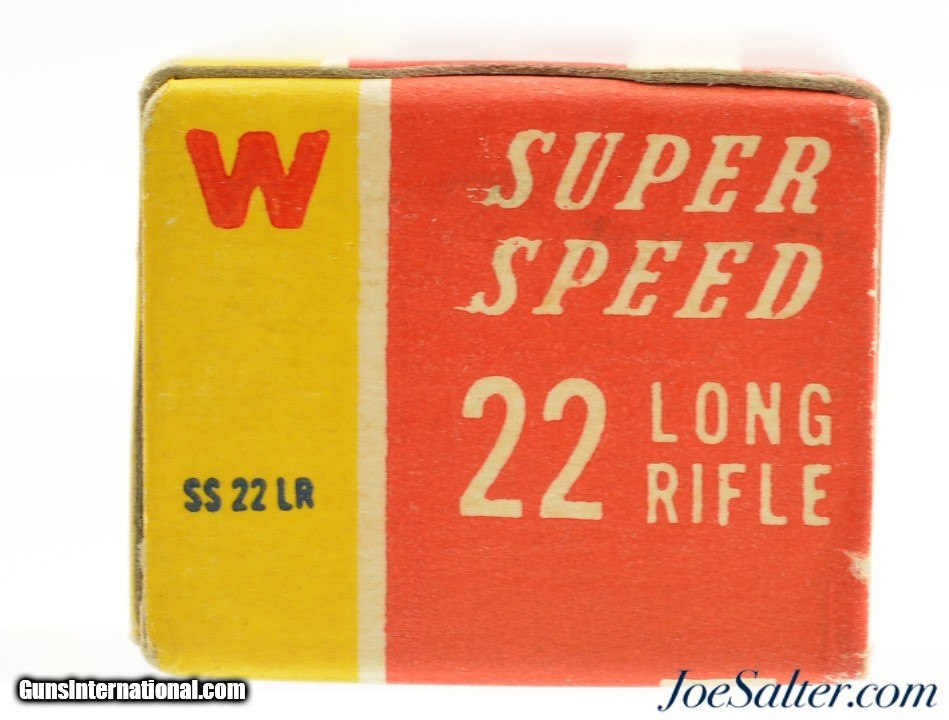 W
SUPER
SPEED
22 LONG
RIFLE
SS 22 LR
GunsInternational.com
JoeSalter.com